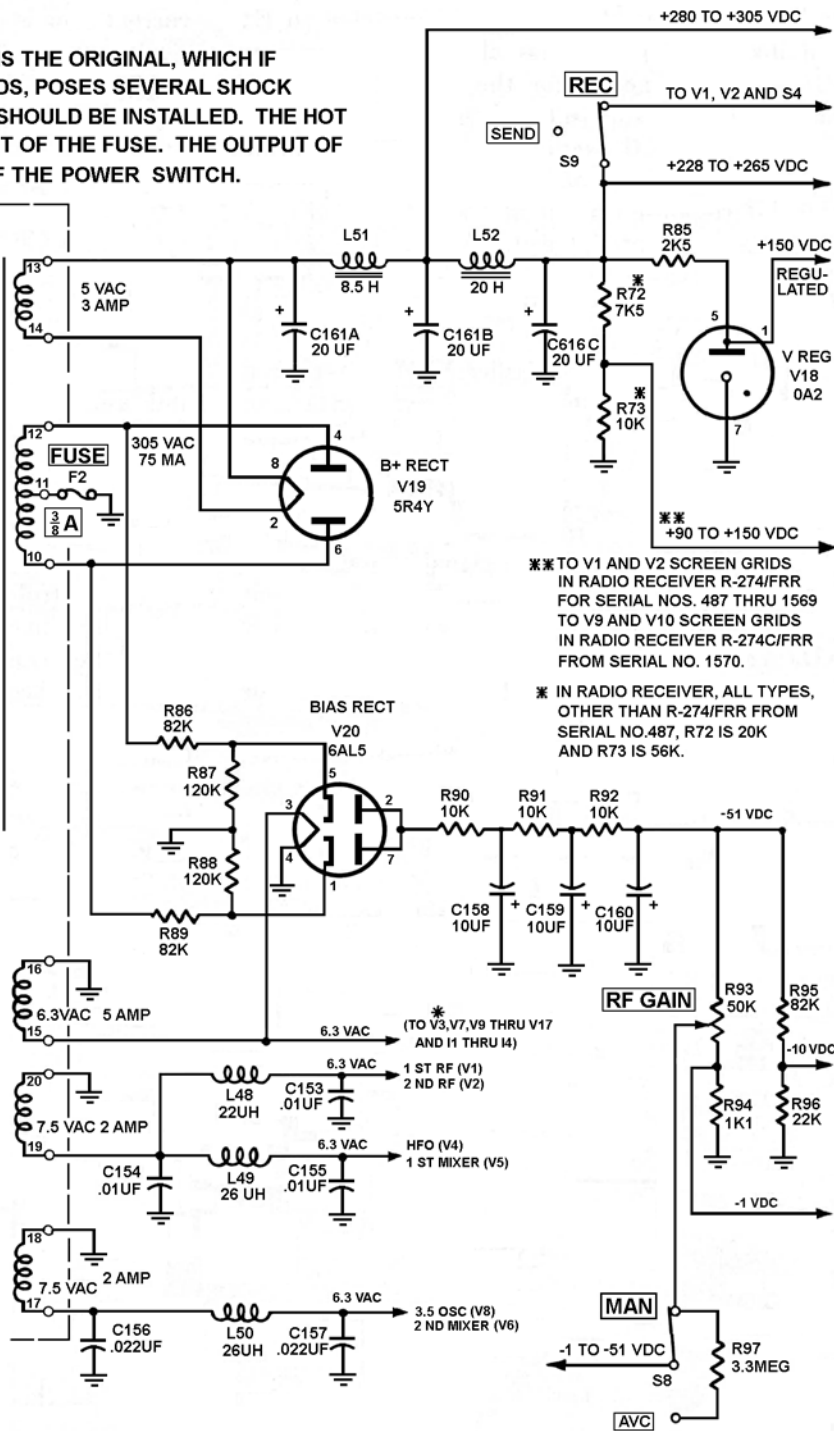 +280 TO +305 VDC
S THE ORIGINAL, WHICH IF
DS, POSES SEVERAL SHOCK
SHOULD BE INSTALLED. THE HOT
T OF THE FUSE. THE OUTPUT OF
F THE POWER SWITCH.
REC
TO V1, V2 AND S4
SEND
S9
+228 TO +265 VDC
R85
2K5
+150 VDC
REGU-
LATED
13
14
5 VAC
3 AMP
L51
8.5 H
L52
20 H
+
C161A
20 UF
+
C161B
20 UF
+
C616 C
20 UF
*
R72
7K5
*
R73
10K
5
1
7
V REG
V18
0A2
12
11
10
305 VAC
75 MA
FUSE
F2
3/8 A
4
8
2
6
B+ RECT
V19
5R4Y
**
+90 TO +150 VDC
** TO V1 AND V2 SCREEN GRIDS
IN RADIO RECEIVER R-274/FRR
FOR SERIAL NOS. 487 THRU 1569
TO V9 AND V10 SCREEN GRIDS
IN RADIO RECEIVER R-274C/FRR
FROM SERIAL NO. 1570.
* IN RADIO RECEIVER, ALL TYPES,
OTHER THAN R-274/FRR FROM
SERIAL NO.487, R72 IS 20K
AND R73 IS 56K.
R86
82K
R87
120K
R88
120K
R89
82K
BIAS RECT
V20
6AL5
5
3
2
4
7
1
R90
10K
R91
10K
R92
10K
-51 VDC
C158
10UF
+
C159
10UF
+
C160
10UF
+
RF GAIN
R93
50K
R95
82K
-10 VDC
R94
1K1
R96
22K
-1 VDC
16
15
6.3VAC 5 AMP
6.3 VAC
*
(TO V3,V7,V9 THRU V17
AND I1 THRU I4)
20
19
7.5 VAC 2 AMP
L48
22UH
C153
.01UF
6.3 VAC
1 ST RF (V1)
2 ND RF (V2)
C154
.01UF
L49
26 UH
C155
.01UF
6.3 VAC
HFO (V4)
1 ST MIXER (V5)
18
17
7.5 VAC
2 AMP
C156
.022UF
L50
26UH
C157
.022UF
6.3 VAC
3.5 OSC (V8)
2 ND MIXER (V6)
MAN
-1 TO -51 VDC
S8
R97
3.3MEG
AVC